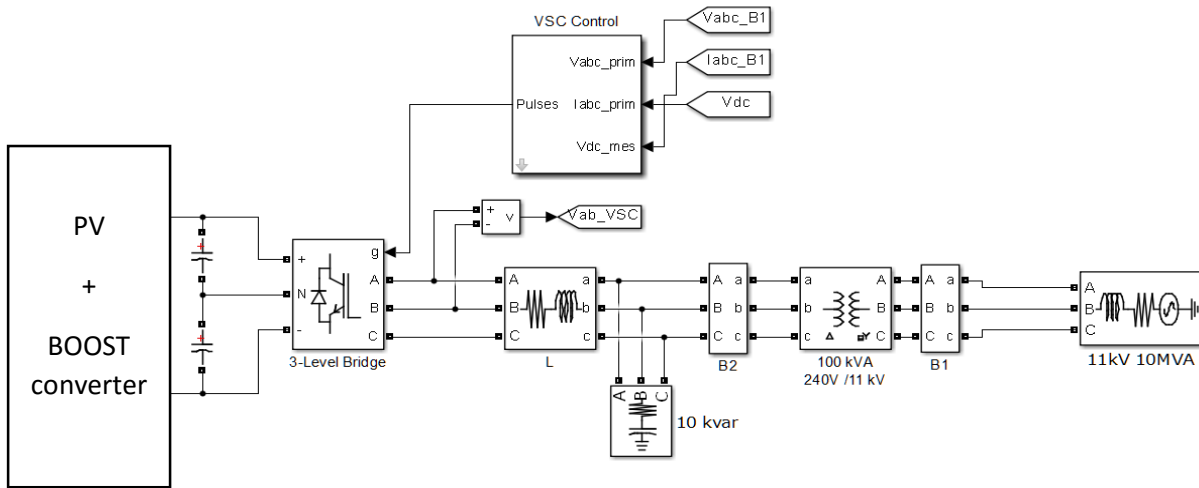 VSC Control
Vabc_B1
Vabc_prim
Iabc_B1
Pulses
Iabc_prim
Vdc
Vdc_mes
PV
+
BOOST
converter
+ -
v
Vab_VSC
+
N
-
g
A
B
C
3-Level Bridge
A
B
C
a
b
c
L
A B C
10 kvar
A
B
C
a
b
c
B2
a
b
c
A
B
C
Δ Y
100 kVA
240V /11 kV
A
B
C
a
b
c
B1
A
B
C
11kV 10MVA